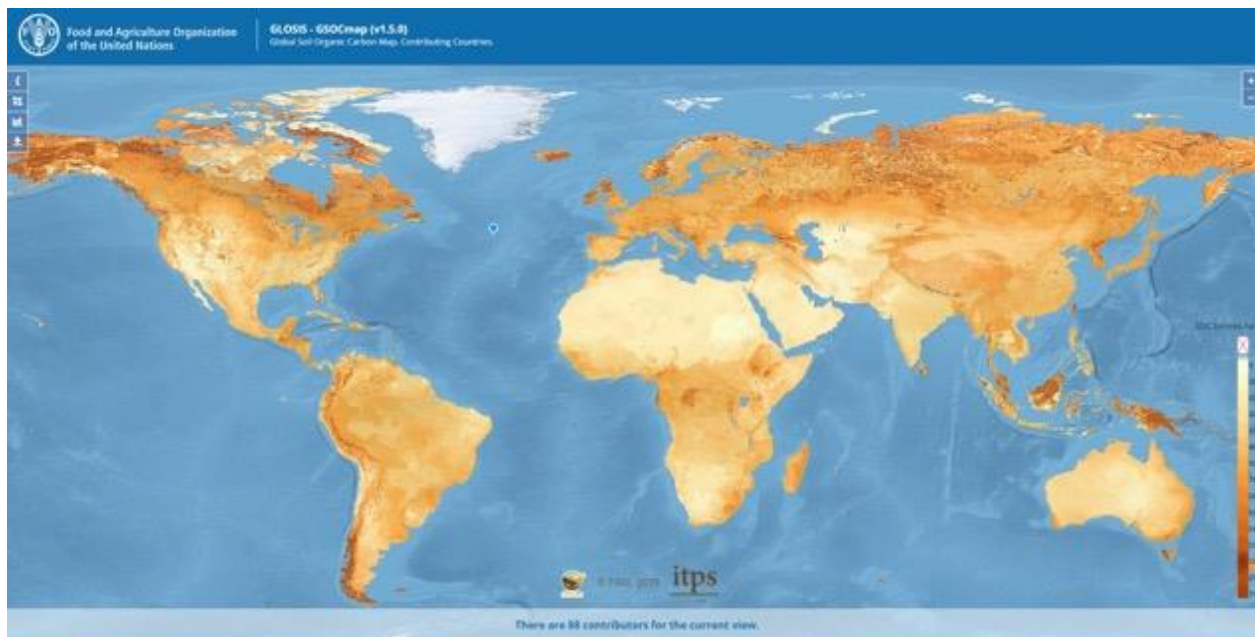 Food and Agriculture Organization
of the United Nations
GLOSIS - GSOCmap (v1.5.0)
Global Soil Organic Carbon Map. Contributing Countries.
itps
There are 88 contributors for the current view.